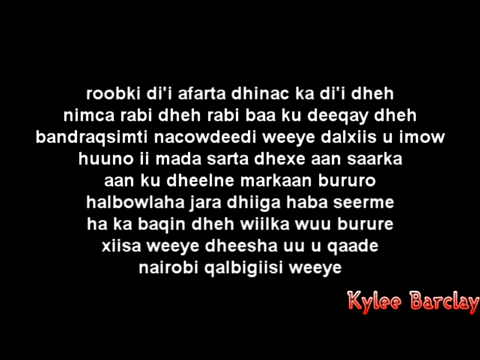 roobki di'i afarta dhinac ka di'i dheh
nimca rabi dheh rabi baa ku deeqay dheh
bandraqsimti nacowdeedi weeye dalxiis u imow
huuno ii mada sarta dhexe aan saarka
aan ku dheelne markaan bururo
halbowlaha jara dhiiga haba seerme
ha ka baqin dheh wiilka wuu burure
xiisa weeye dheesha uu u qaade
nairobi qalbigiisi weeye
Kylee Barclay